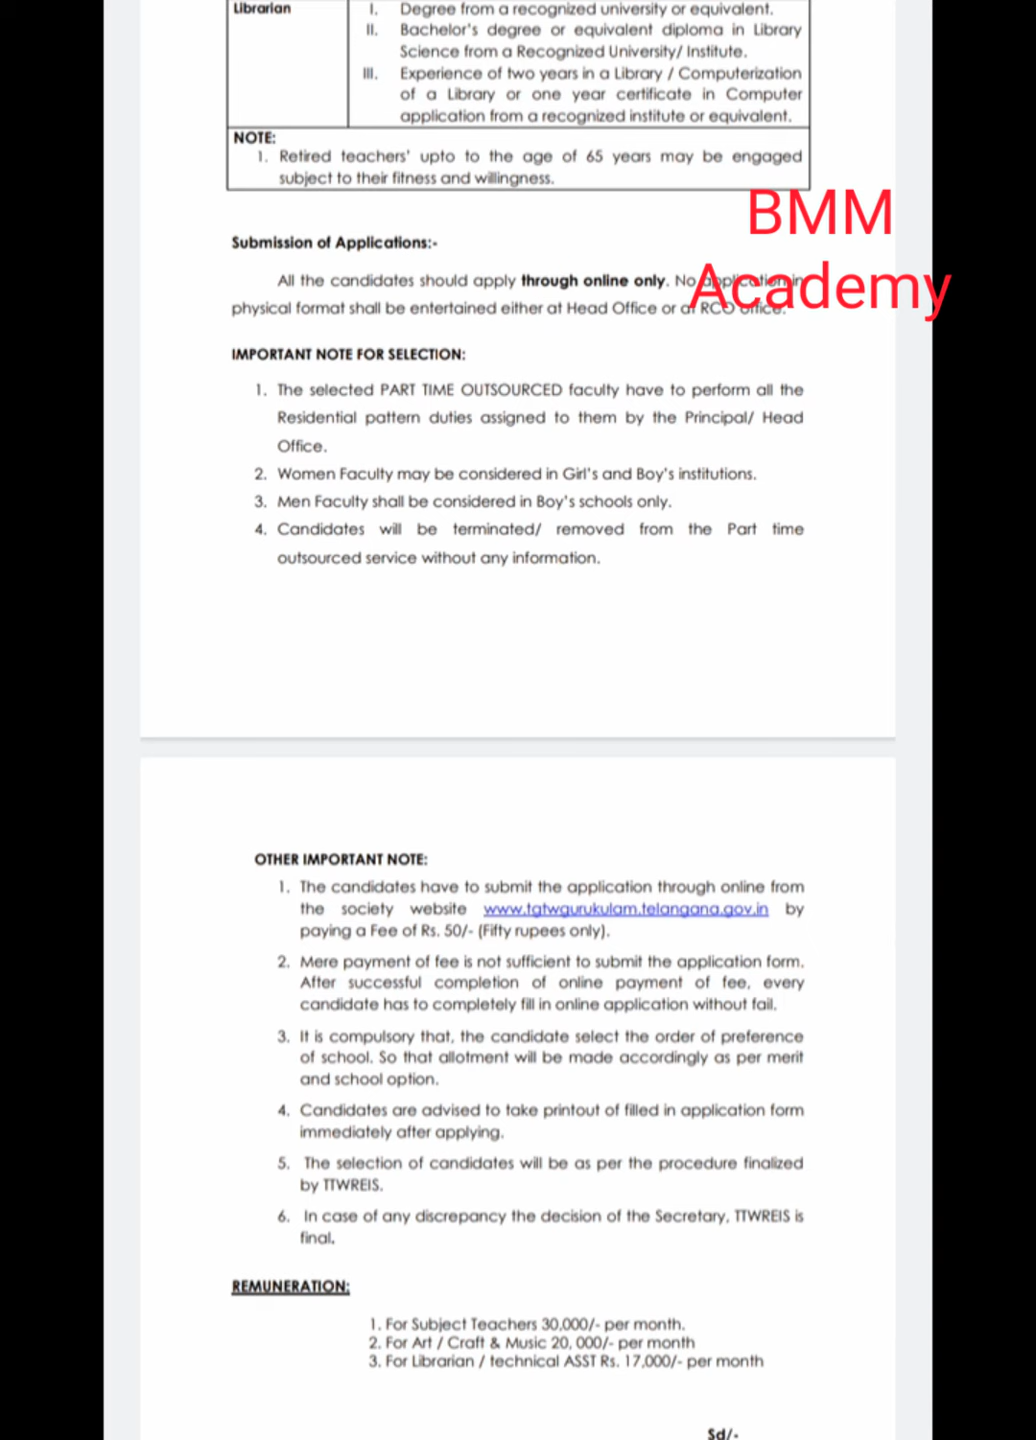 Librarian
I. Degree from a recognized university or equivalent.
II. Bachelor's degree or equivalent diploma in Library
Science from a Recognized University/ Institute.
III. Experience of two years in a Library / Computerization
of a Library or one year certificate in Computer
application from a recognized institute or equivalent.
NOTE:
1. Retired teachers' upto to the age of 65 years may be engaged
subject to their fitness and willingness.
BMM
Academy
Submission of Applications:-
All the candidates should apply through online only. No application in
physical format shall be entertained either at Head Office or at RCO office.
IMPORTANT NOTE FOR SELECTION:
1. The selected PART TIME OUTSOURCED faculty have to perform all the
Residential pattern duties assigned to them by the Principal/ Head
Office.
2. Women Faculty may be considered in Girl's and Boy's institutions.
3. Men Faculty shall be considered in Boy's schools only.
4. Candidates will be terminated/ removed from the Part time
outsourced service without any information.
OTHER IMPORTANT NOTE:
1. The candidates have to submit the application through online from
the society website www.tgtwgurukulam.telangana.gov.in by
paying a Fee of Rs. 50/- (Fifty rupees only).
2. Mere payment of fee is not sufficient to submit the application form.
After successful completion of online payment of fee, every
candidate has to completely fill in online application without fail.
3. It is compulsory that, the candidate select the order of preference
of school. So that allotment will be made accordingly as per merit
and school option.
4. Candidates are advised to take printout of filled in application form
immediately after applying.
5. The selection of candidates will be as per the procedure finalized
by TTWREIS.
6. In case of any discrepancy the decision of the Secretary, TTWREIS is
final.
REMUNERATION:
1. For Subject Teachers 30,000/- per month.
2. For Art / Craft & Music 20, 000/- per month
3. For Librarian / technical ASST Rs. 17,000/- per month
Sd/-